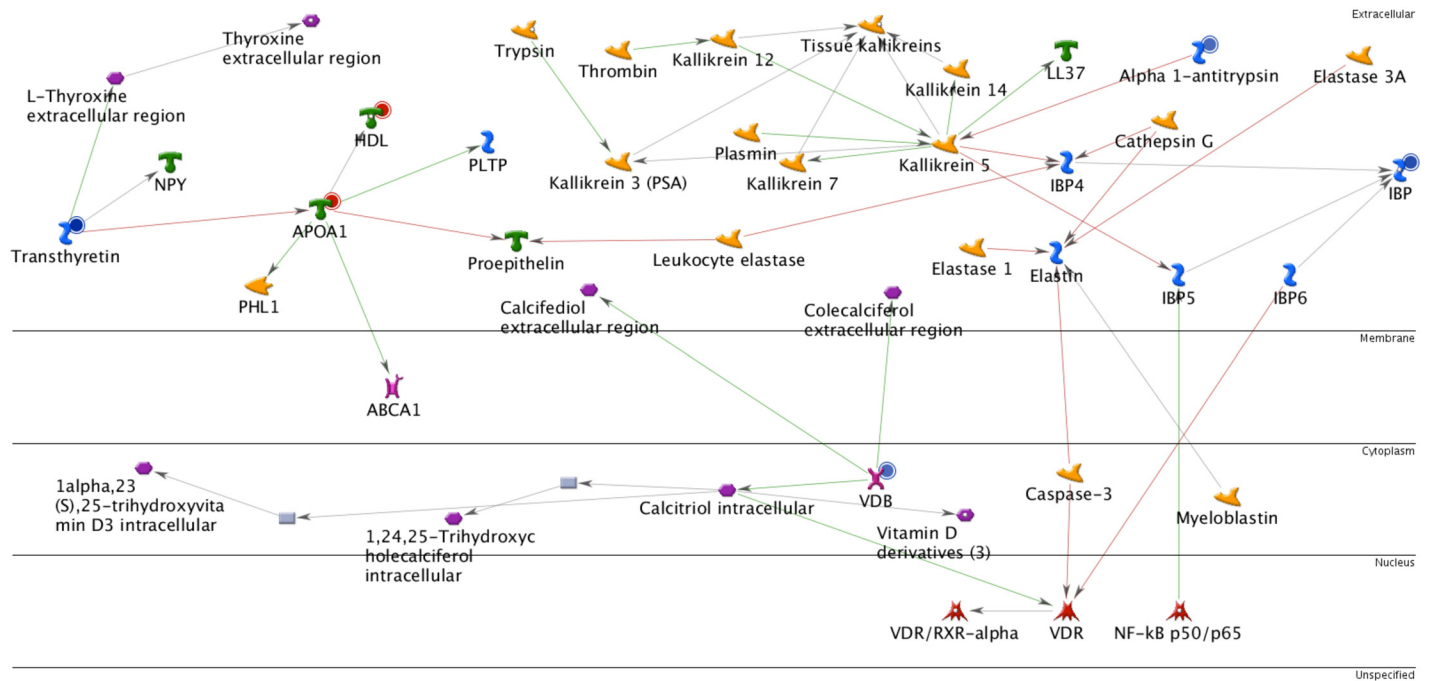 Extracellular
Thyroxine
extracellular region
Trypsin
Thrombin
Kallikrein 12
Tissue kallikreins
Kallikrein 14
LL37
Alpha 1-antitrypsin
Elastase 3A
L-Thyroxine
extracellular region
HDL
PLTP
NPY
Kallikrein 3 (PSA)
Plasmin
Kallikrein 7
Kallikrein 5
Cathepsin G
IBP4
IBP
Transthyretin
APOA1
Proepithelin
Leukocyte elastase
Elastase 1
Elastin
IBP5
IBP6
PHL1
Calcifediol
extracellular region
Colecalciferol
extracellular region
Membrane
ABCA1
Cytoplasm
1alpha,23
(S),25-trihydroxyvita
min D3 intracellular
1,24,25-Trihydroxyc
holecalciferol
intracellular
Calcitriol intracellular
VDB
Vitamin D
derivatives (3)
Caspase-3
Myeloblastin
Nucleus
VDR/RXR-alpha
VDR
NF-kB p50/p65
Unspecified